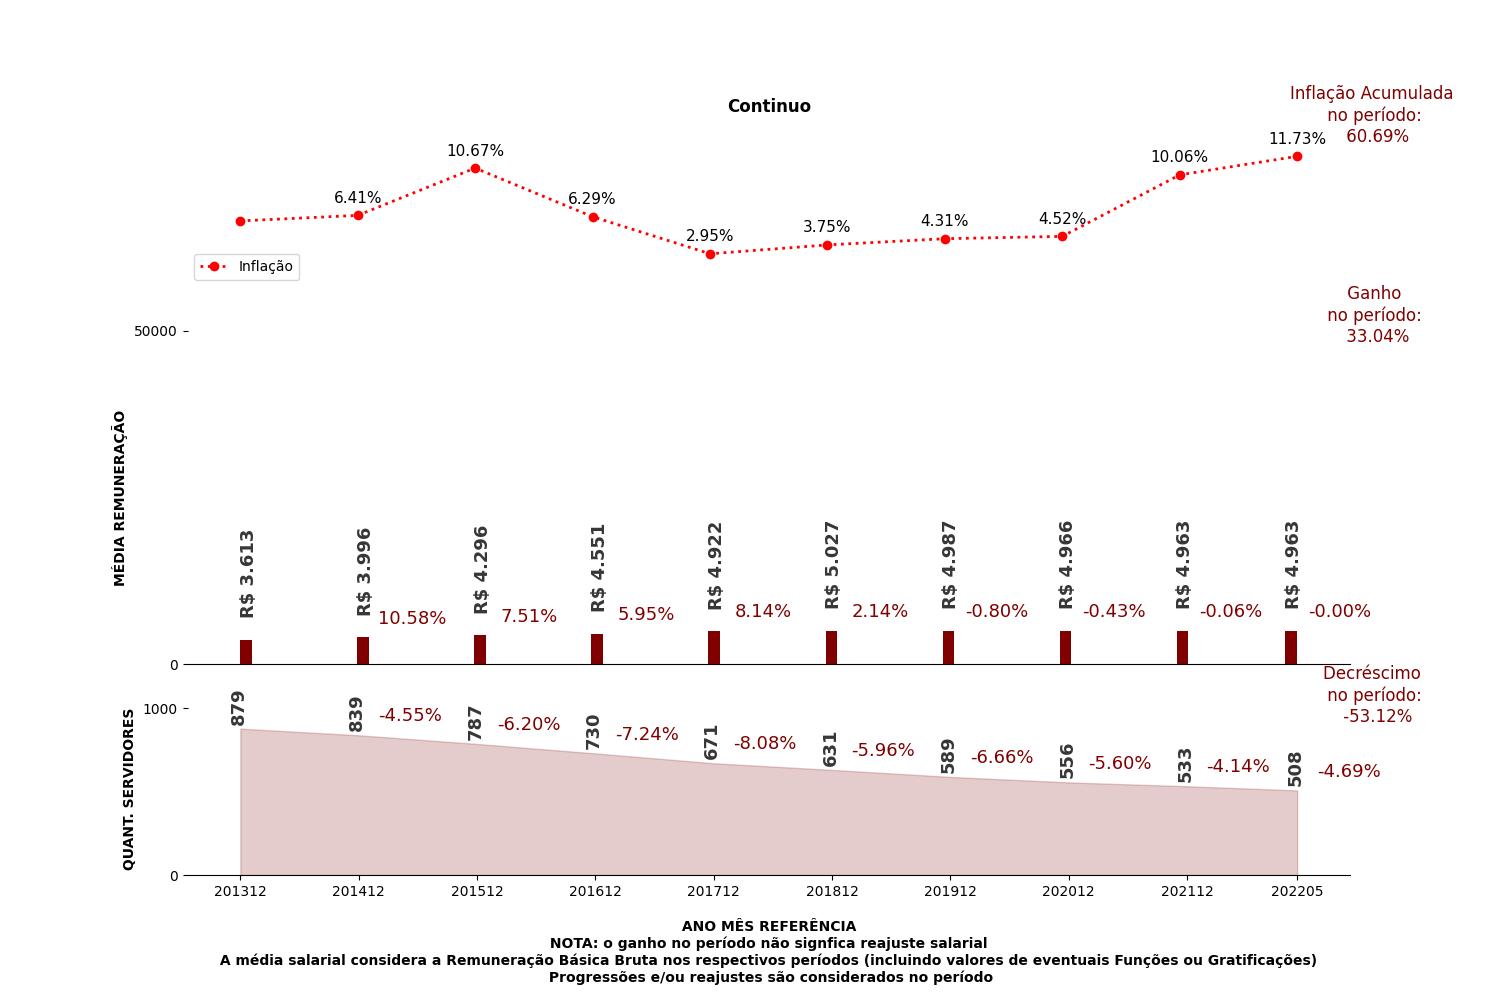 Continuo
Inflação Acumulada
no período:
60.69%
6.41%
10.67%
6.29%
2.95%
3.75%
4.31%
4.52%
10.06%
11.73%
Inflação
Ganho
no período:
33.04%
50000
0
MÉDIA REMUNERAÇÃO
R$ 3.613
R$ 3.996
R$ 4.296
R$ 4.551
R$ 4.922
R$ 5.027
R$ 4.987
R$ 4.966
R$ 4.963
R$ 4.963
10.58%
7.51%
5.95%
8.14%
2.14%
-0.80%
-0.43%
-0.06%
-0.00%
Decréscimo
no período:
-53.12%
1000
0
QUANT. SERVIDORES
879
839
787
730
671
631
589
556
533
508
-4.55%
-6.20%
-7.24%
-8.08%
-5.96%
-6.66%
-5.60%
-4.14%
-4.69%
201312
201412
201512
201612
201712
201812
201912
202012
202112
202205
ANO MÊS REFERÊNCIA
NOTA: o ganho no período não signfica reajuste salarial
A média salarial considera a Remuneração Básica Bruta nos respectivos períodos (incluindo valores de eventuais Funções ou Gratificações)
Progressões e/ou reajustes são considerados no período